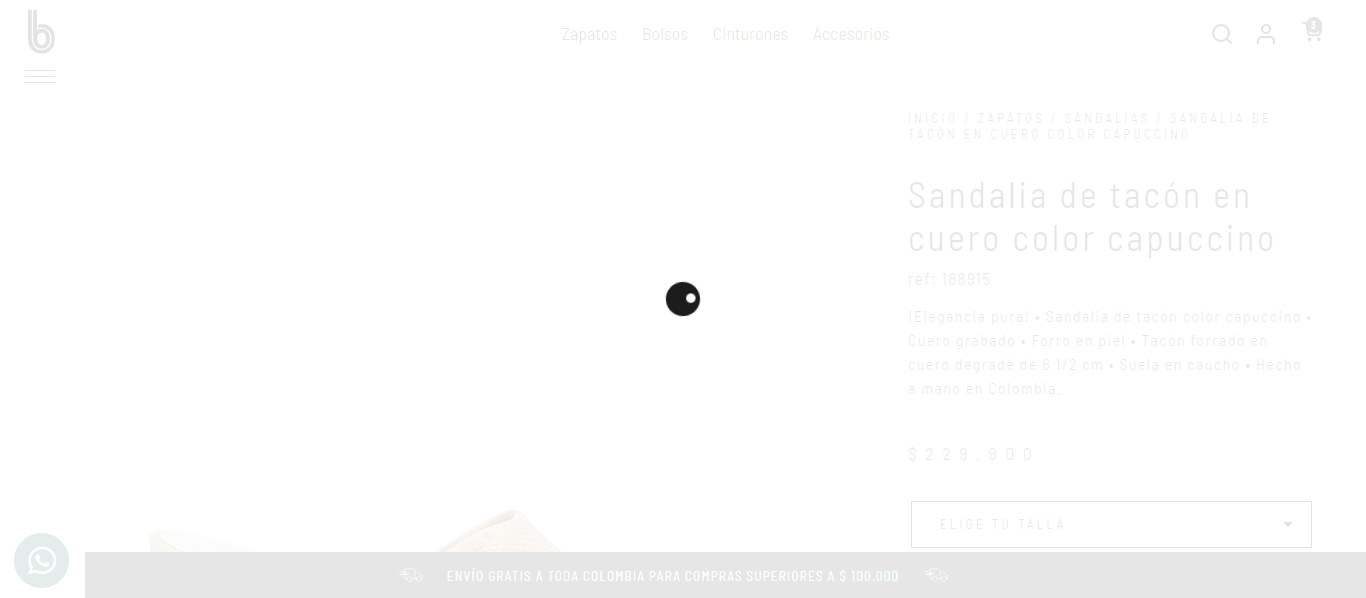 b
Zapatos Bolsos Cinturones Accesorios
3
INICIO / ZAPATOS / SANDALIAS / SANDALIA DE
TACÓN EN CUERO COLOR CAPUCCINO
Sandalia de tacón en
cuero color capuccino
ref: 188915
¡Elegancia pura! • Sandalia de tacón color capuccino •
Cuero grabado • Forro en piel • Tacón forrado en
cuero degrade de 6 1/2 cm • Suela en caucho • Hecho
a mano en Colombia.
$229,900
ELIGE TU TALLA
ENVÍO GRATIS A TODA COLOMBIA PARA COMPRAS SUPERIORES A $ 100.000